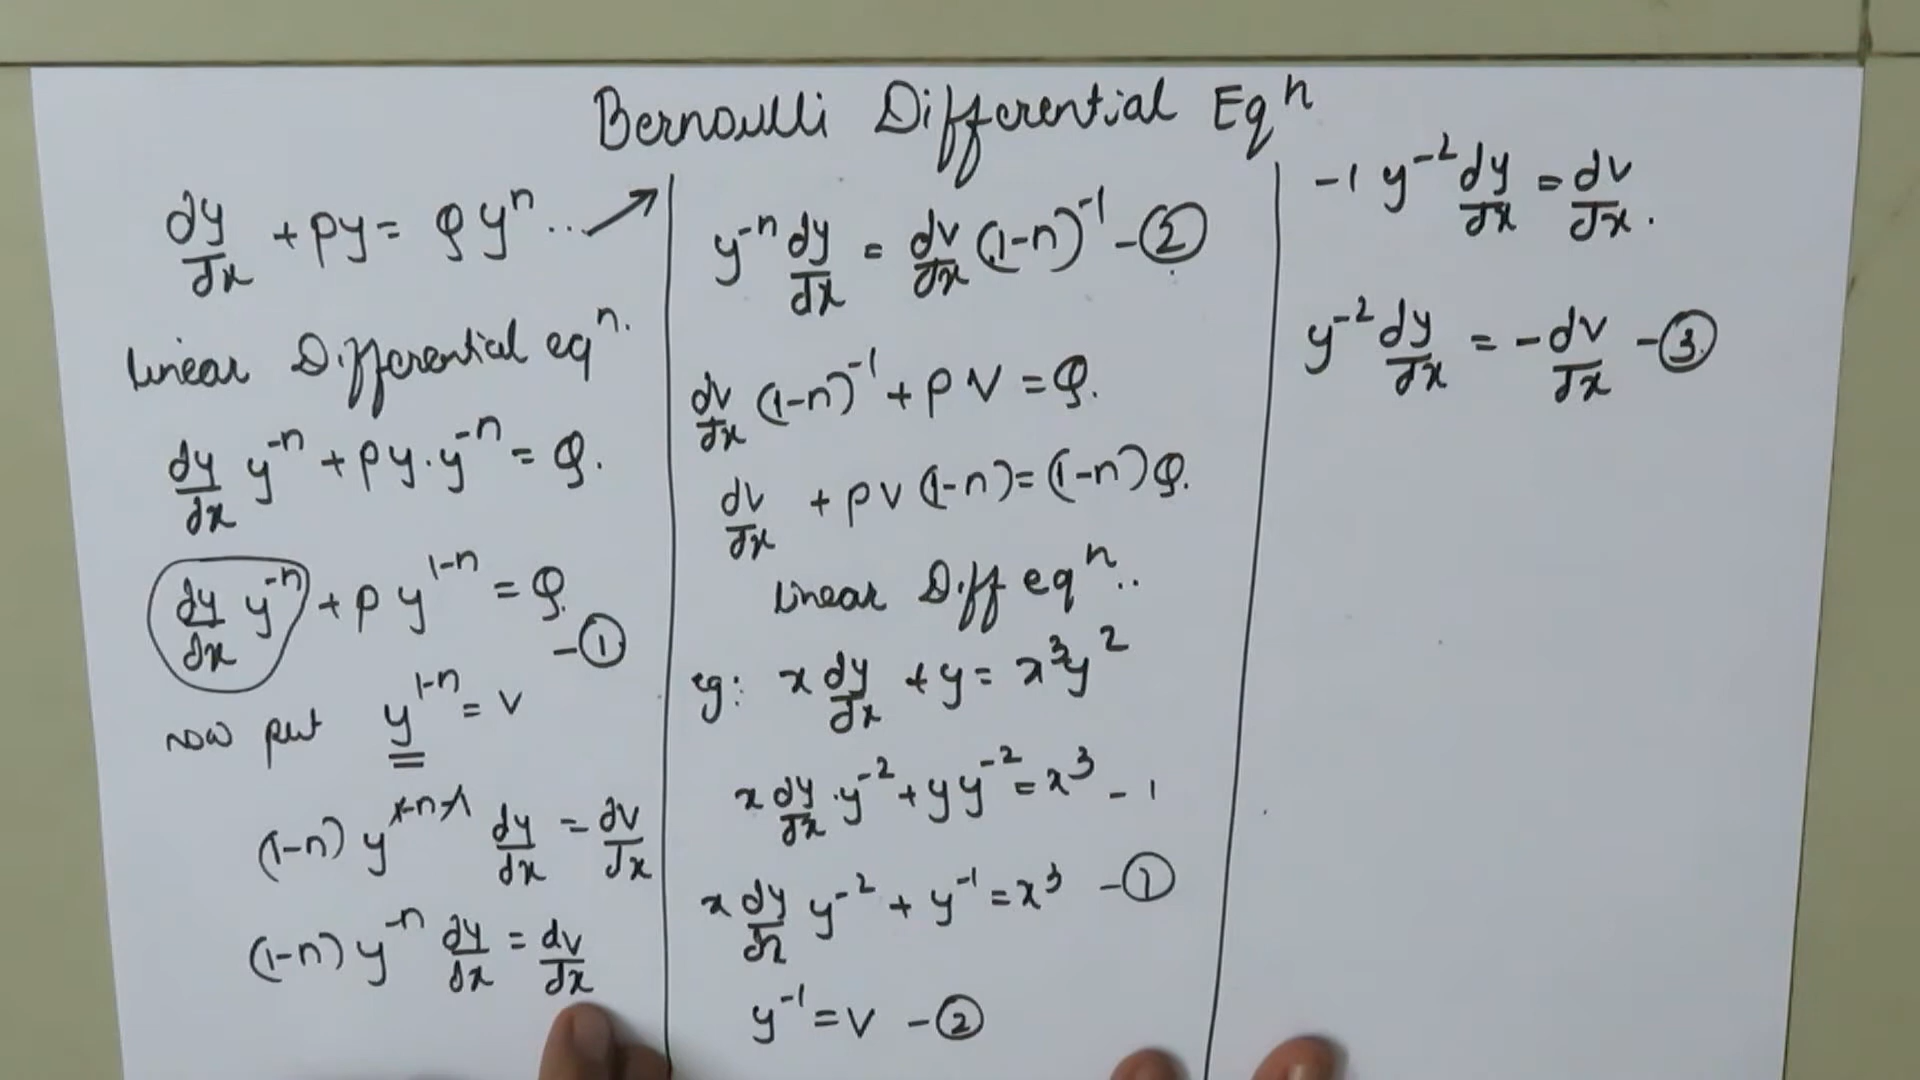 Bernoulli Differential Eqⁿ
dy/dx + py = Q yⁿ ...
linear Differential eqⁿ.
dy/dx y⁻ⁿ + py · y⁻ⁿ = Q.
dy/dx y⁻ⁿ + p y¹⁻ⁿ = Q. - ①
now put y¹⁻ⁿ = v
(1-n) y¹⁻ⁿ⁻¹ dy/dx = dv/dx
(1-n) y⁻ⁿ dy/dx = dv/dx
y⁻ⁿ dy/dx = dv/dx (1-n)⁻¹ - ②
dv/dx (1-n)⁻¹ + p v = Q.
dv/dx + p v (1-n) = (1-n) Q.
linear Diff eqⁿ..
eg: x dy/dx + y = x³y²
x dy/dx · y⁻² + y y⁻² = x³ - 1
x dy/dx y⁻² + y⁻¹ = x³ - ①
y⁻¹ = v - ②
-1 y⁻² dy/dx = dv/dx.
y⁻² dy/dx = - dv/dx - ③